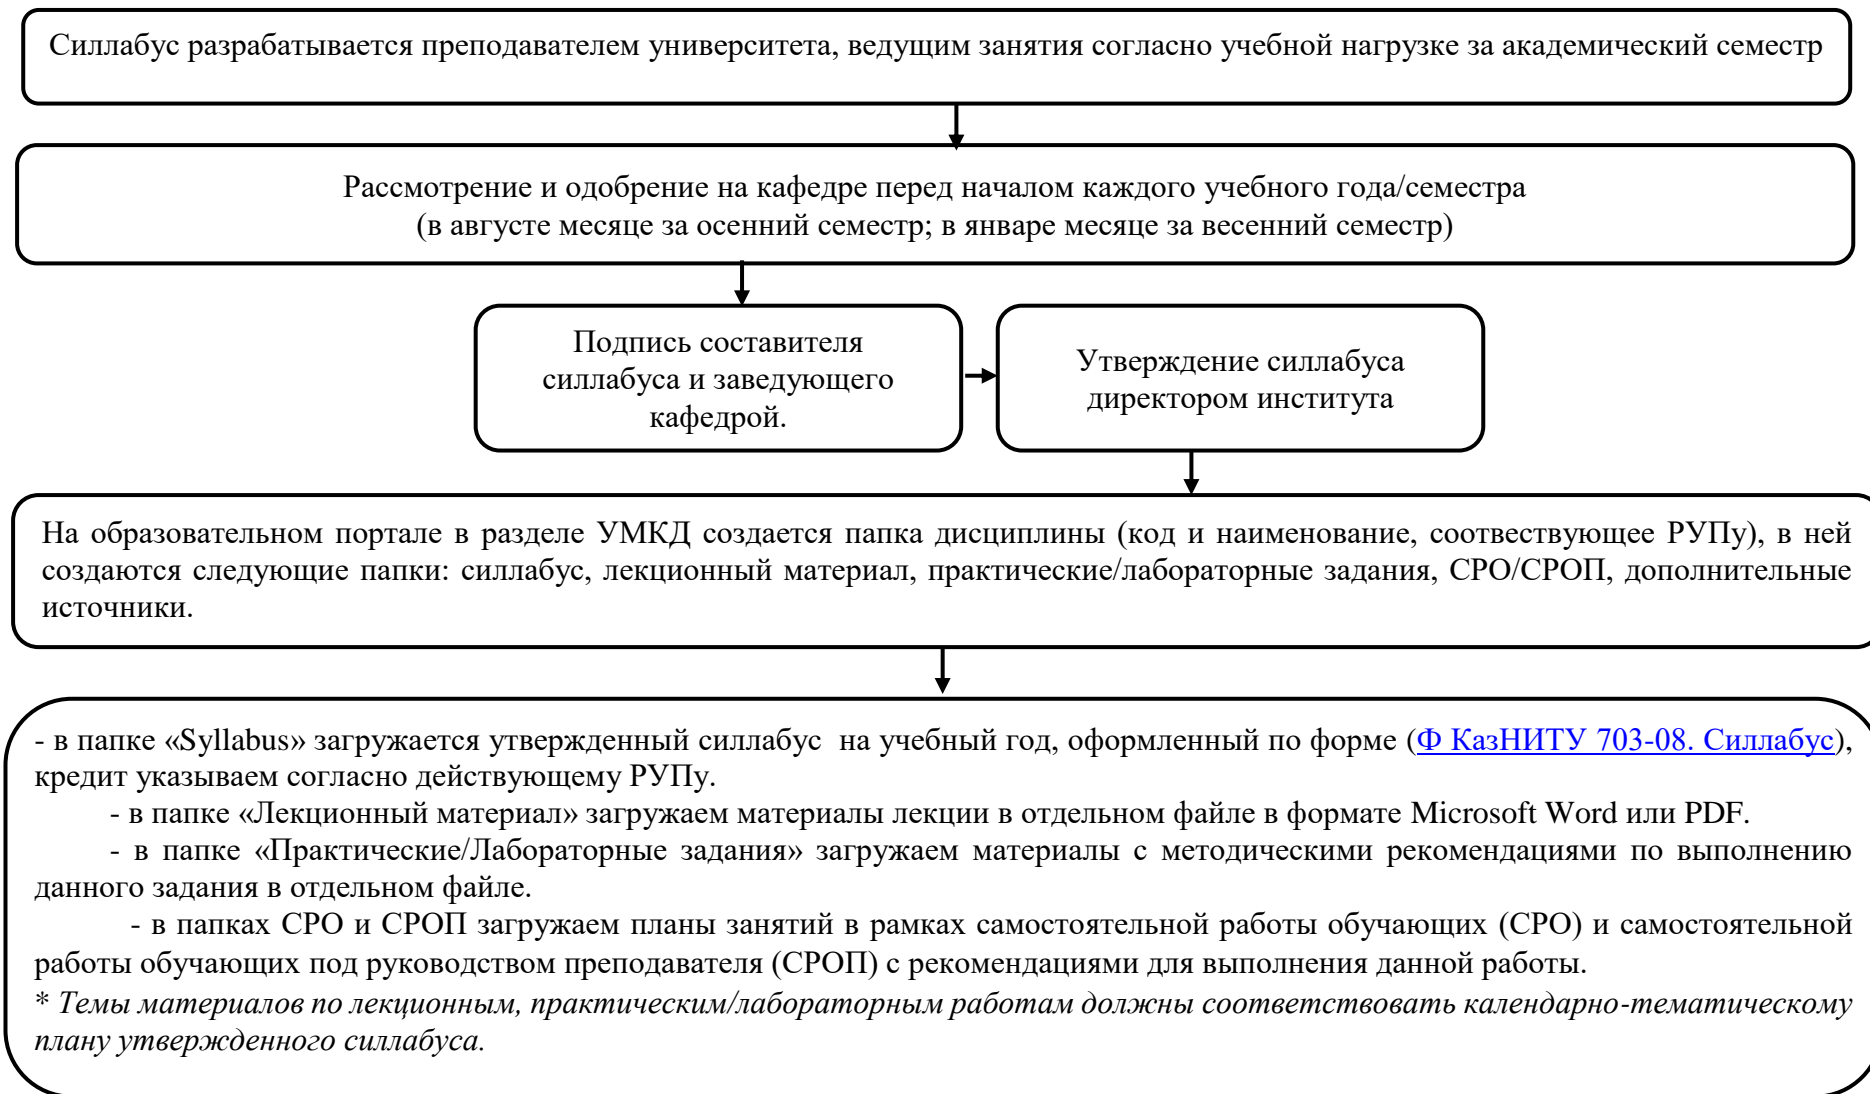 Силлабус разрабатывается преподавателем университета, ведущим занятия согласно учебной нагрузке за академический семестр
Рассмотрение и одобрение на кафедре перед началом каждого учебного года/семестра
(в августе месяце за осенний семестр; в январе месяце за весенний семестр)
Подпись составителя
силлабуса и заведующего
кафедрой.
Утверждение силлабуса
директором института
На образовательном портале в разделе УМКД создается папка дисциплины (код и наименование, соотвествующее РУПу), в ней
создаются следующие папки: силлабус, лекционный материал, практические/лабораторные задания, СРО/СРОП, дополнительные
источники.
- в папке «Syllabus» загружается утвержденный силлабус на учебный год, оформленный по форме (Ф КазНИТУ 703-08. Силлабус),
кредит указываем согласно действующему РУПу.
- в папке «Лекционный материал» загружаем материалы лекции в отдельном файле в формате Microsoft Word или PDF.
- в папке «Практические/Лабораторные задания» загружаем материалы с методическими рекомендациями по выполнению
данного задания в отдельном файле.
- в папках СРО и СРОП загружаем планы занятий в рамках самостоятельной работы обучающих (СРО) и самостоятельной
работы обучающих под руководством преподавателя (СРОП) с рекомендациями для выполнения данной работы.
* Темы материалов по лекционным, практическим/лабораторным работам должны соответствовать календарно-тематическому
плану утвержденного силлабуса.